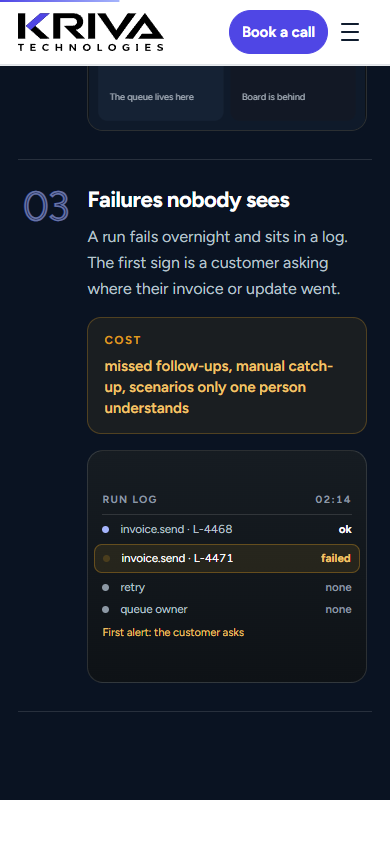 KRIVA
TECHNOLOGIES
Book a call
The queue lives here
Board is behind
03
Failures nobody sees
A run fails overnight and sits in a log.
The first sign is a customer asking
where their invoice or update went.
COST
missed follow-ups, manual catch-
up, scenarios only one person
understands
RUN LOG 02:14
invoice.send · L-4468 ok
invoice.send · L-4471 failed
retry none
queue owner none
First alert: the customer asks